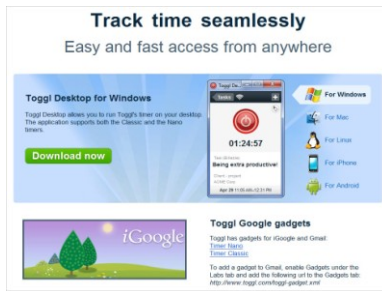 Track time seamlessly
Easy and fast access from anywhere
Toggl Desktop for Windows
Toggl Desktop allows you to run Toggl's timer on your desktop.
The application supports both the Classic and the Nano
timers.
Download now
Toggl De...
01:24:57
Being extra productive!
For Windows
For Mac
For Linux
For iPhone
For Android
iGoogle
Toggl Google gadgets
Toggl has gadgets for iGoogle and Gmail:
Timer Nano
Timer Classic
To add a gadget to Gmail, enable Gadgets under the
Labs tab and add the following url to the Gadgets tab:
http://www.toggl.com/toggl-gadget.xml